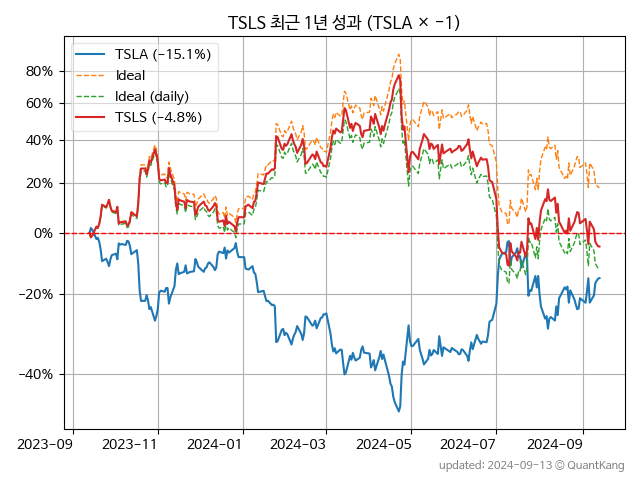 TSLS 최근 1년 성과 (TSLA × −1)
TSLA (−15.1%)
Ideal
Ideal (daily)
TSLS (−4.8%)
80%
60%
40%
20%
0%
−20%
−40%
2023-09
2023-11
2024-01
2024-03
2024-05
2024-07
2024-09
updated: 2024-09-13 © QuantKang